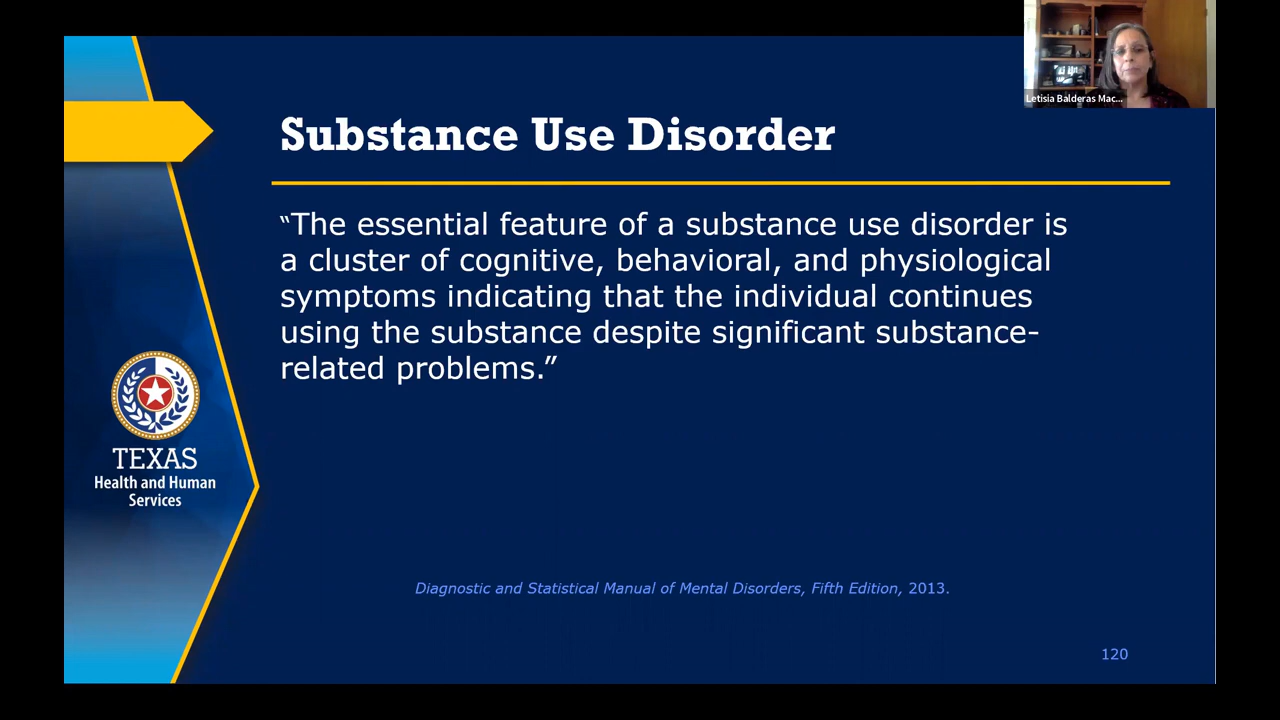 Letisia Balderas Mac...
Substance Use Disorder
“The essential feature of a substance use disorder is
a cluster of cognitive, behavioral, and physiological
symptoms indicating that the individual continues
using the substance despite significant substance-
related problems.”
TEXAS
Health and Human
Services
Diagnostic and Statistical Manual of Mental Disorders, Fifth Edition, 2013.
120